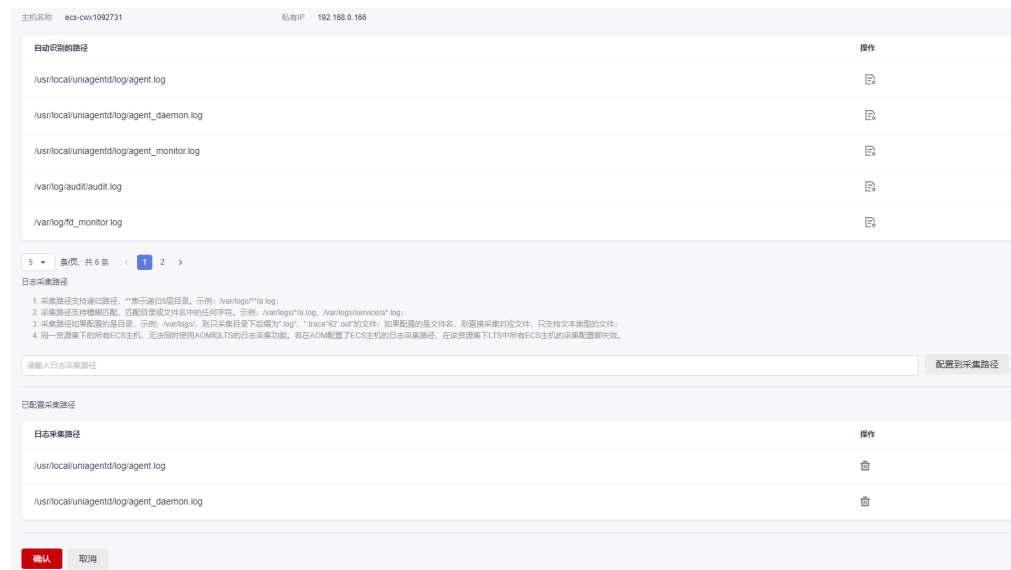 主机名称 ecs-cwx1092731 私有IP 192.168.0.166
自动识别的路径 操作
/usr/local/uniagentd/log/agent.log
/usr/local/uniagentd/log/agent_daemon.log
/usr/local/uniagentd/log/agent_monitor.log
/var/log/audit/audit.log
/var/log/fd_monitor.log
5 条/页, 共 6 条 < 1 2 >
日志采集路径
1. 采集路径支持递归路径，**表示递归5层目录。示例：/var/logs/**/a.log；
2. 采集路径支持模糊匹配，匹配目录或文件名中的任何字符。示例：/var/logs/*/a.log、/var/logs/service/a*.log；
3. 采集路径如果配置的是目录，示例：/var/logs/，则只采集目录下后缀为“.log”、“.trace”和“.out”的文件；如果配置的是文件名，则直接采集对应文件，只支持文本类型的文件；
4. 同一资源集下的所有ECS主机，无法同时使用AOM和LTS的日志采集功能。若在AOM配置了ECS主机的日志采集路径，在该资源集下LTS中所有ECS主机的采集配置都失效。
请输入日志采集路径 配置到采集路径
已配置采集路径
日志采集路径 操作
/usr/local/uniagentd/log/agent.log
/usr/local/uniagentd/log/agent_daemon.log
确认 取消